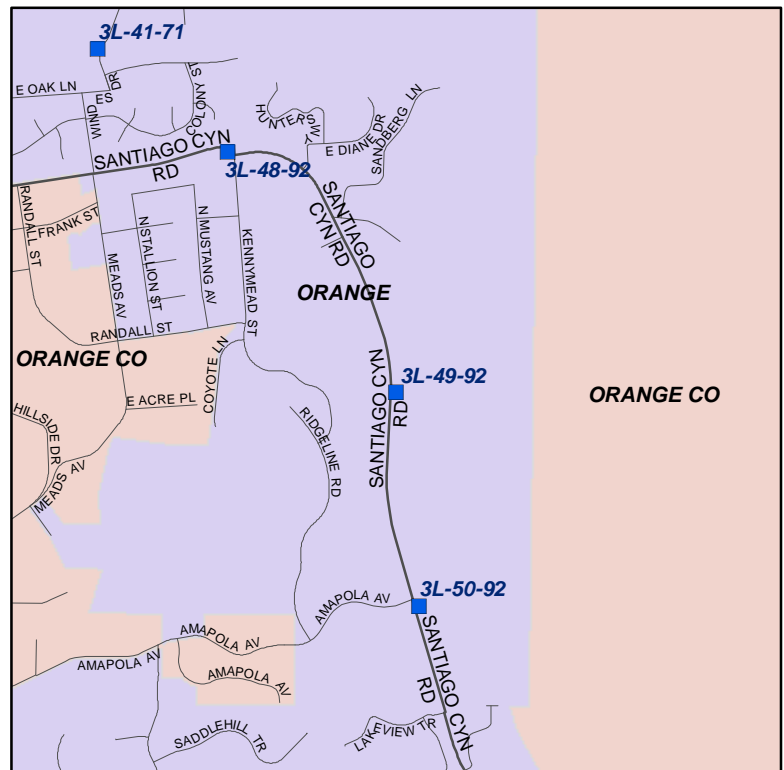 3L-41-71
E OAK LN
ES
DR
WIND
COLONY ST
HUNTERS
WY
E DIANE DR
SANDBERG LN
SANTIAGO CYN
RD
3L-48-92
RANDALL ST
FRANK ST
MEADS AV
N STALLION ST
N MUSTANG AV
KENNYMEAD ST
SANTIAGO
CYN RD
ORANGE
RANDALL ST
ORANGE CO
COYOTE LN
E ACRE PL
HILLSIDE DR
MEADS AV
RIDGELINE RD
SANTIAGO CYN
RD
3L-49-92
ORANGE CO
3L-50-92
AMAPOLA AV
AMAPOLA AV
AMAPOLA AV
AMAPOLA AV
SANTIAGO CYN
RD
SADDLEHILL TR
LAKEVIEW TR